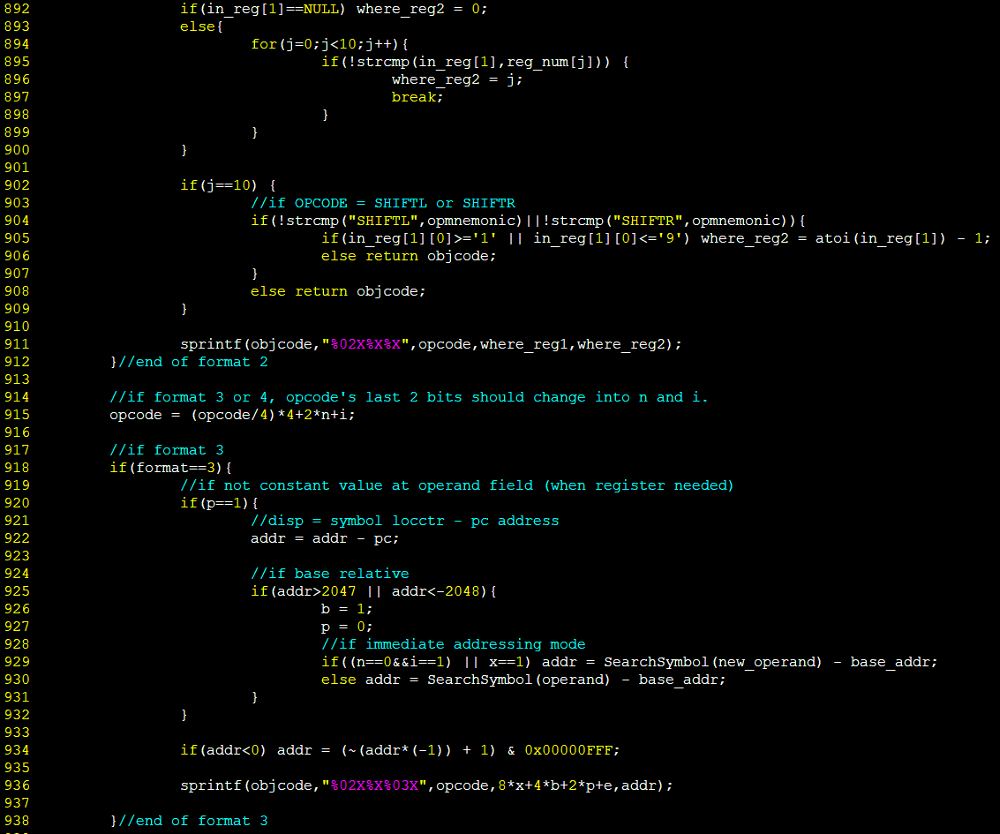 892                 if(in_reg[1]==NULL) where_reg2 = 0;
893                 else{
894                         for(j=0;j<10;j++){
895                                 if(!strcmp(in_reg[1],reg_num[j])) {
896                                         where_reg2 = j;
897                                         break;
898                                 }
899                         }
900                 }
901
902                 if(j==10) {
903                         //if OPCODE = SHIFTL or SHIFTR
904                         if(!strcmp("SHIFTL",opmnemonic)||!strcmp("SHIFTR",opmnemonic)){
905                                 if(in_reg[1][0]>='1' || in_reg[1][0]<='9') where_reg2 = atoi(in_reg[1]) - 1;
906                                 else return objcode;
907                         }
908                         else return objcode;
909                 }
910
911                 sprintf(objcode,"%02X%X%X",opcode,where_reg1,where_reg2);
912         }//end of format 2
913
914         //if format 3 or 4, opcode's last 2 bits should change into n and i.
915         opcode = (opcode/4)*4+2*n+i;
916
917         //if format 3
918         if(format==3){
919                 //if not constant value at operand field (when register needed)
920                 if(p==1){
921                         //disp = symbol locctr - pc address
922                         addr = addr - pc;
923
924                         //if base relative
925                         if(addr>2047 || addr<-2048){
926                                 b = 1;
927                                 p = 0;
928                                 //if immediate addressing mode
929                                 if((n==0&&i==1) || x==1) addr = SearchSymbol(new_operand) - base_addr;
930                                 else addr = SearchSymbol(operand) - base_addr;
931                         }
932                 }
933
934                 if(addr<0) addr = (~(addr*(-1)) + 1) & 0x00000FFF;
935
936                 sprintf(objcode,"%02X%X%03X",opcode,8*x+4*b+2*p+e,addr);
937
938         }//end of format 3